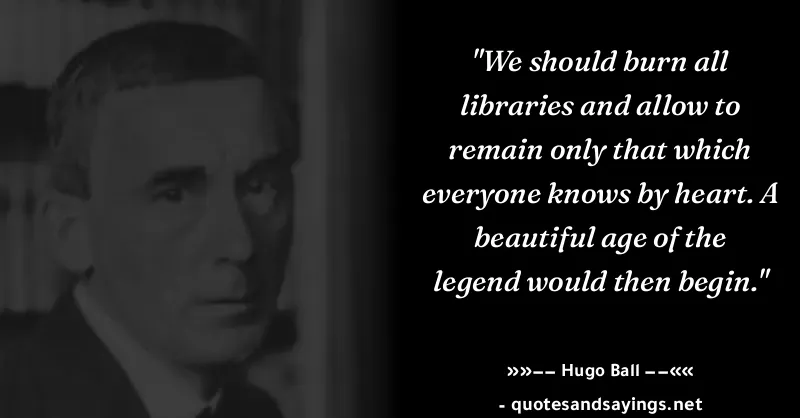 "We should burn all
libraries and allow to
remain only that which
everyone knows by heart. A
beautiful age of the
legend would then begin."
»»–– Hugo Ball ––««
- quotesandsayings.net